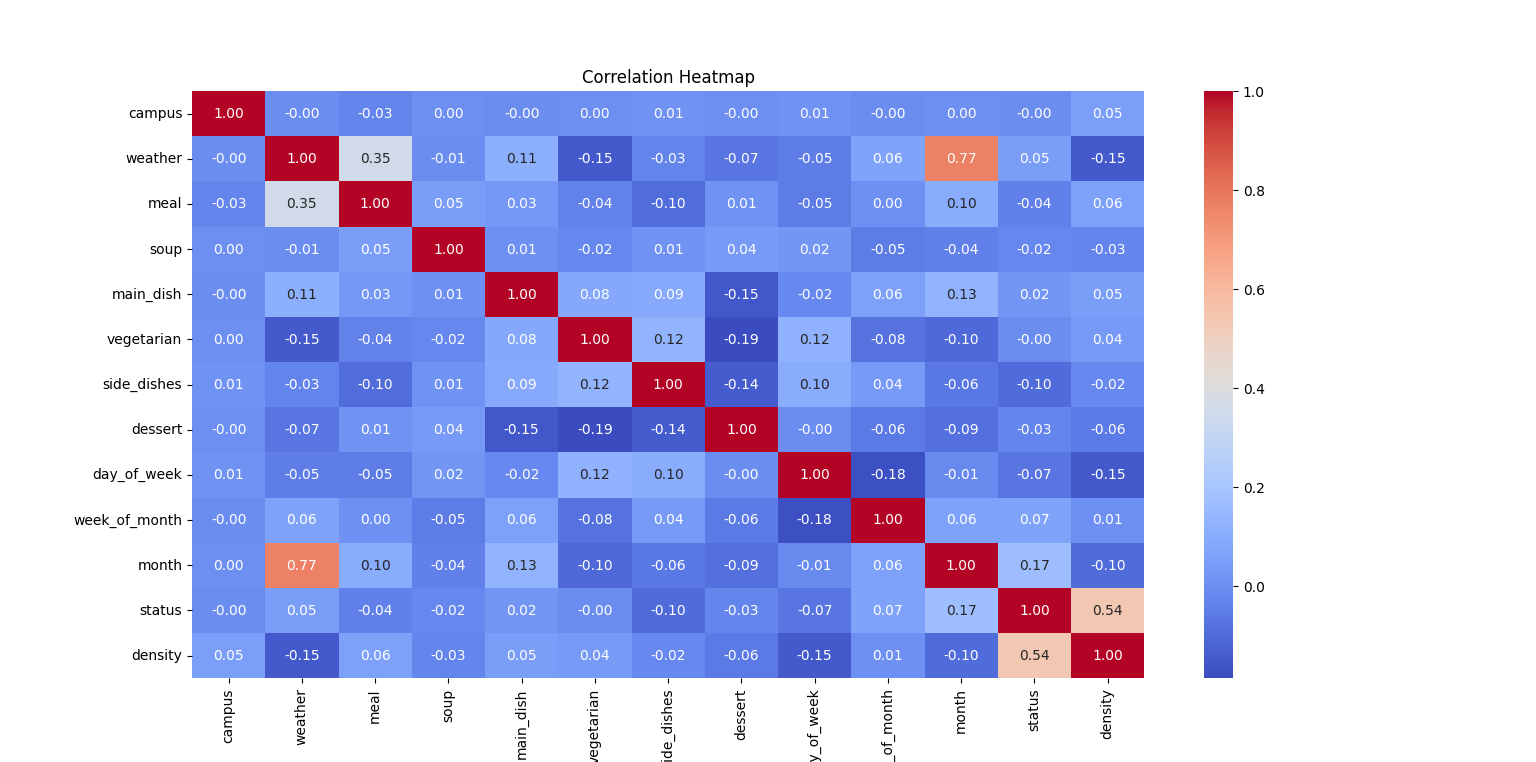 Correlation Heatmap
campus 1.00 -0.00 -0.03 0.00 -0.00 0.00 0.01 -0.00 0.01 -0.00 0.00 -0.00 0.05
weather -0.00 1.00 0.35 -0.01 0.11 -0.15 -0.03 -0.07 -0.05 0.06 0.77 0.05 -0.15
meal -0.03 0.35 1.00 0.05 0.03 -0.04 -0.10 0.01 -0.05 0.00 0.10 -0.04 0.06
soup 0.00 -0.01 0.05 1.00 0.01 -0.02 0.01 0.04 0.02 -0.05 -0.04 -0.02 -0.03
main_dish -0.00 0.11 0.03 0.01 1.00 0.08 0.09 -0.15 -0.02 0.06 0.13 0.02 0.05
vegetarian 0.00 -0.15 -0.04 -0.02 0.08 1.00 0.12 -0.19 0.12 -0.08 -0.10 -0.00 0.04
side_dishes 0.01 -0.03 -0.10 0.01 0.09 0.12 1.00 -0.14 0.10 0.04 -0.06 -0.10 -0.02
dessert -0.00 -0.07 0.01 0.04 -0.15 -0.19 -0.14 1.00 -0.00 -0.06 -0.09 -0.03 -0.06
day_of_week 0.01 -0.05 -0.05 0.02 -0.02 0.12 0.10 -0.00 1.00 -0.18 -0.01 -0.07 -0.15
week_of_month -0.00 0.06 0.00 -0.05 0.06 -0.08 0.04 -0.06 -0.18 1.00 0.06 0.07 0.01
month 0.00 0.77 0.10 -0.04 0.13 -0.10 -0.06 -0.09 -0.01 0.06 1.00 0.17 -0.10
status -0.00 0.05 -0.04 -0.02 0.02 -0.00 -0.10 -0.03 -0.07 0.07 0.17 1.00 0.54
density 0.05 -0.15 0.06 -0.03 0.05 0.04 -0.02 -0.06 -0.15 0.01 -0.10 0.54 1.00
campus
weather
meal
soup
main_dish
vegetarian
ide_dishes
dessert
y_of_week
_of_month
month
status
density
1.0
0.8
0.6
0.4
0.2
0.0